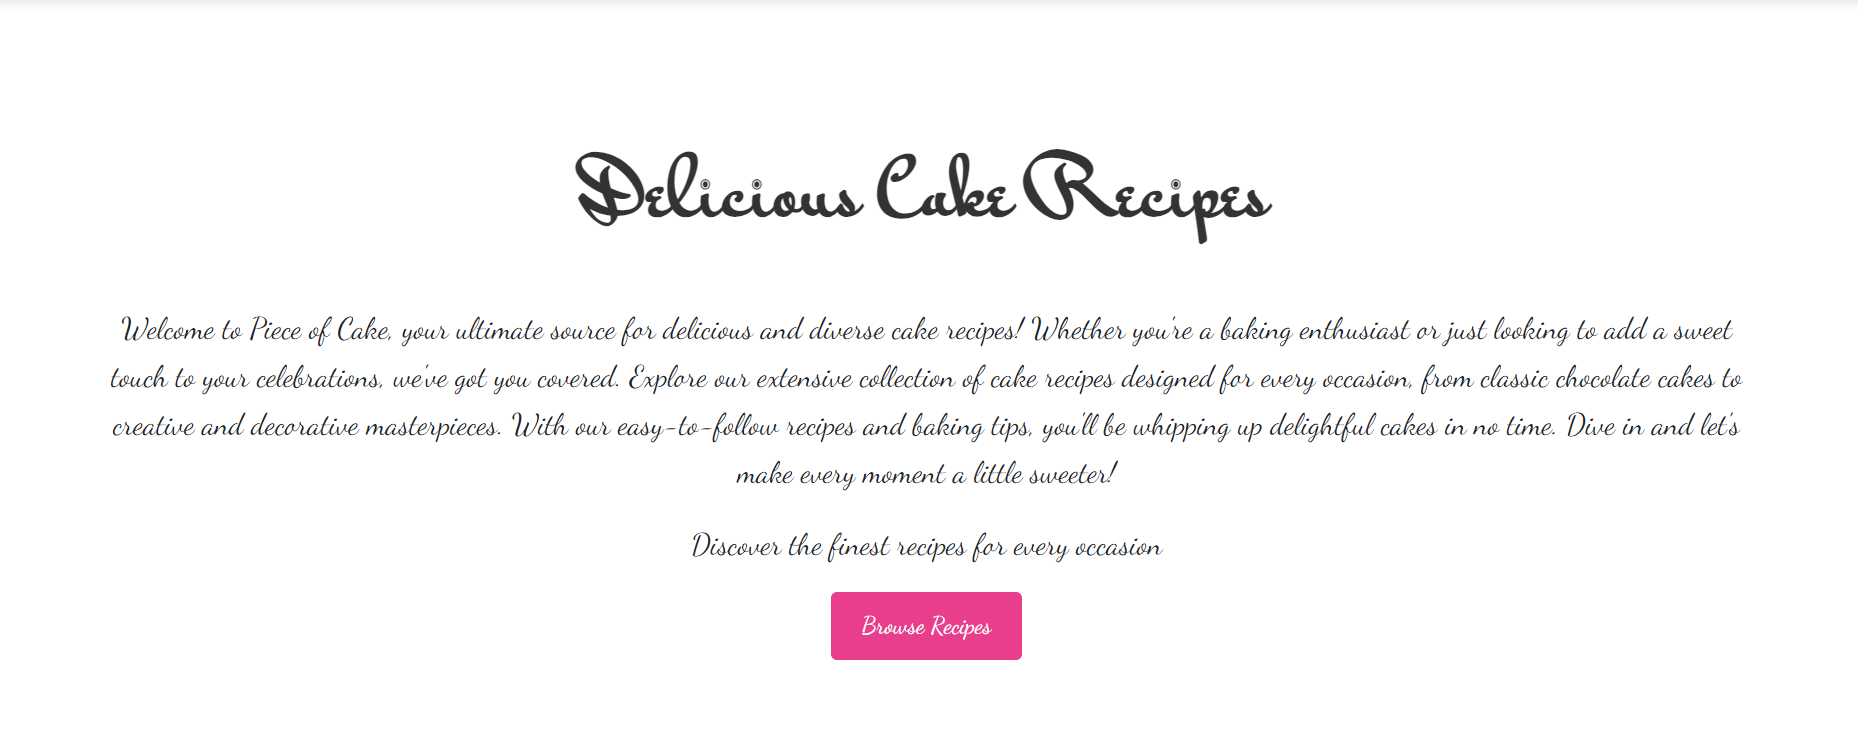 Delicious Cake Recipes
Welcome to Piece of Cake, your ultimate source for delicious and diverse cake recipes! Whether you're a baking enthusiast or just looking to add a sweet
touch to your celebrations, we've got you covered. Explore our extensive collection of cake recipes designed for every occasion, from classic chocolate cakes to
creative and decorative masterpieces. With our easy-to-follow recipes and baking tips, you'll be whipping up delightful cakes in no time. Dive in and let's
make every moment a little sweeter!
Discover the finest recipes for every occasion
Browse Recipes